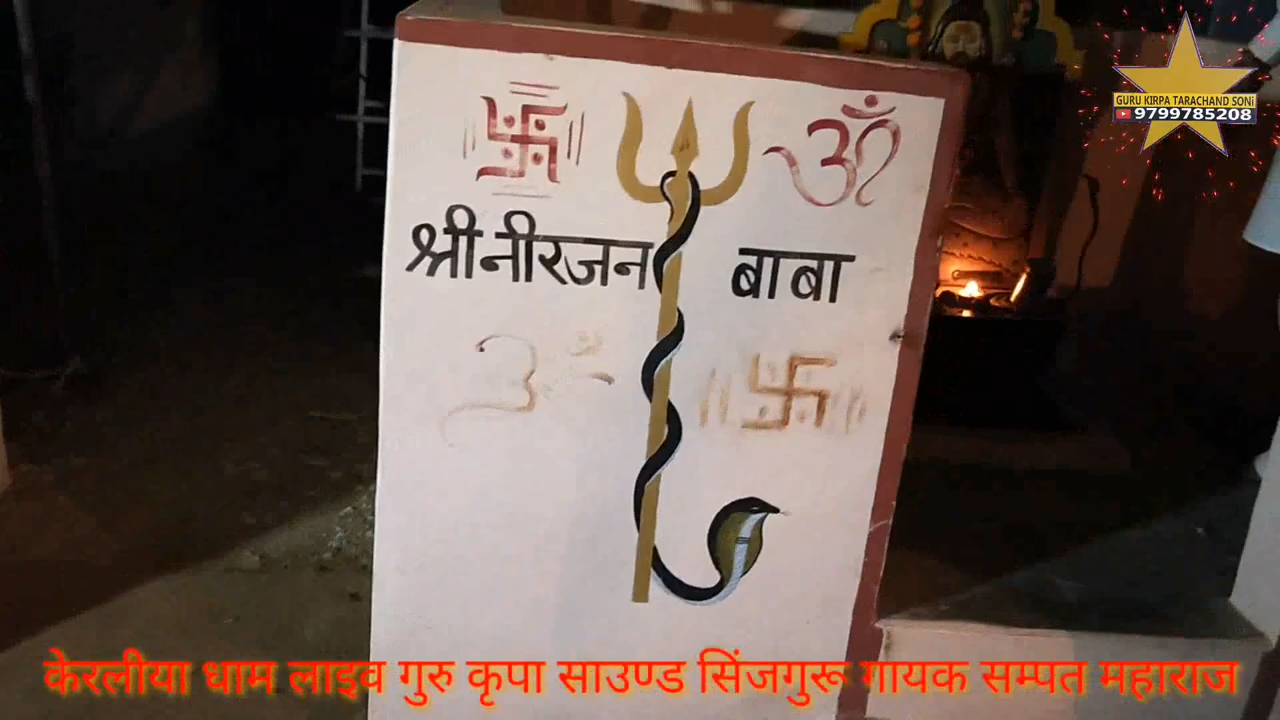 GURU KIRPA TARACHAND SONI
9799785208
ॐ
श्री नीरजन बाबा
ॐ
केरलीया धाम लाइव गुरु कृपा साउण्ड सिंजगुरू गायक सम्पत महाराज